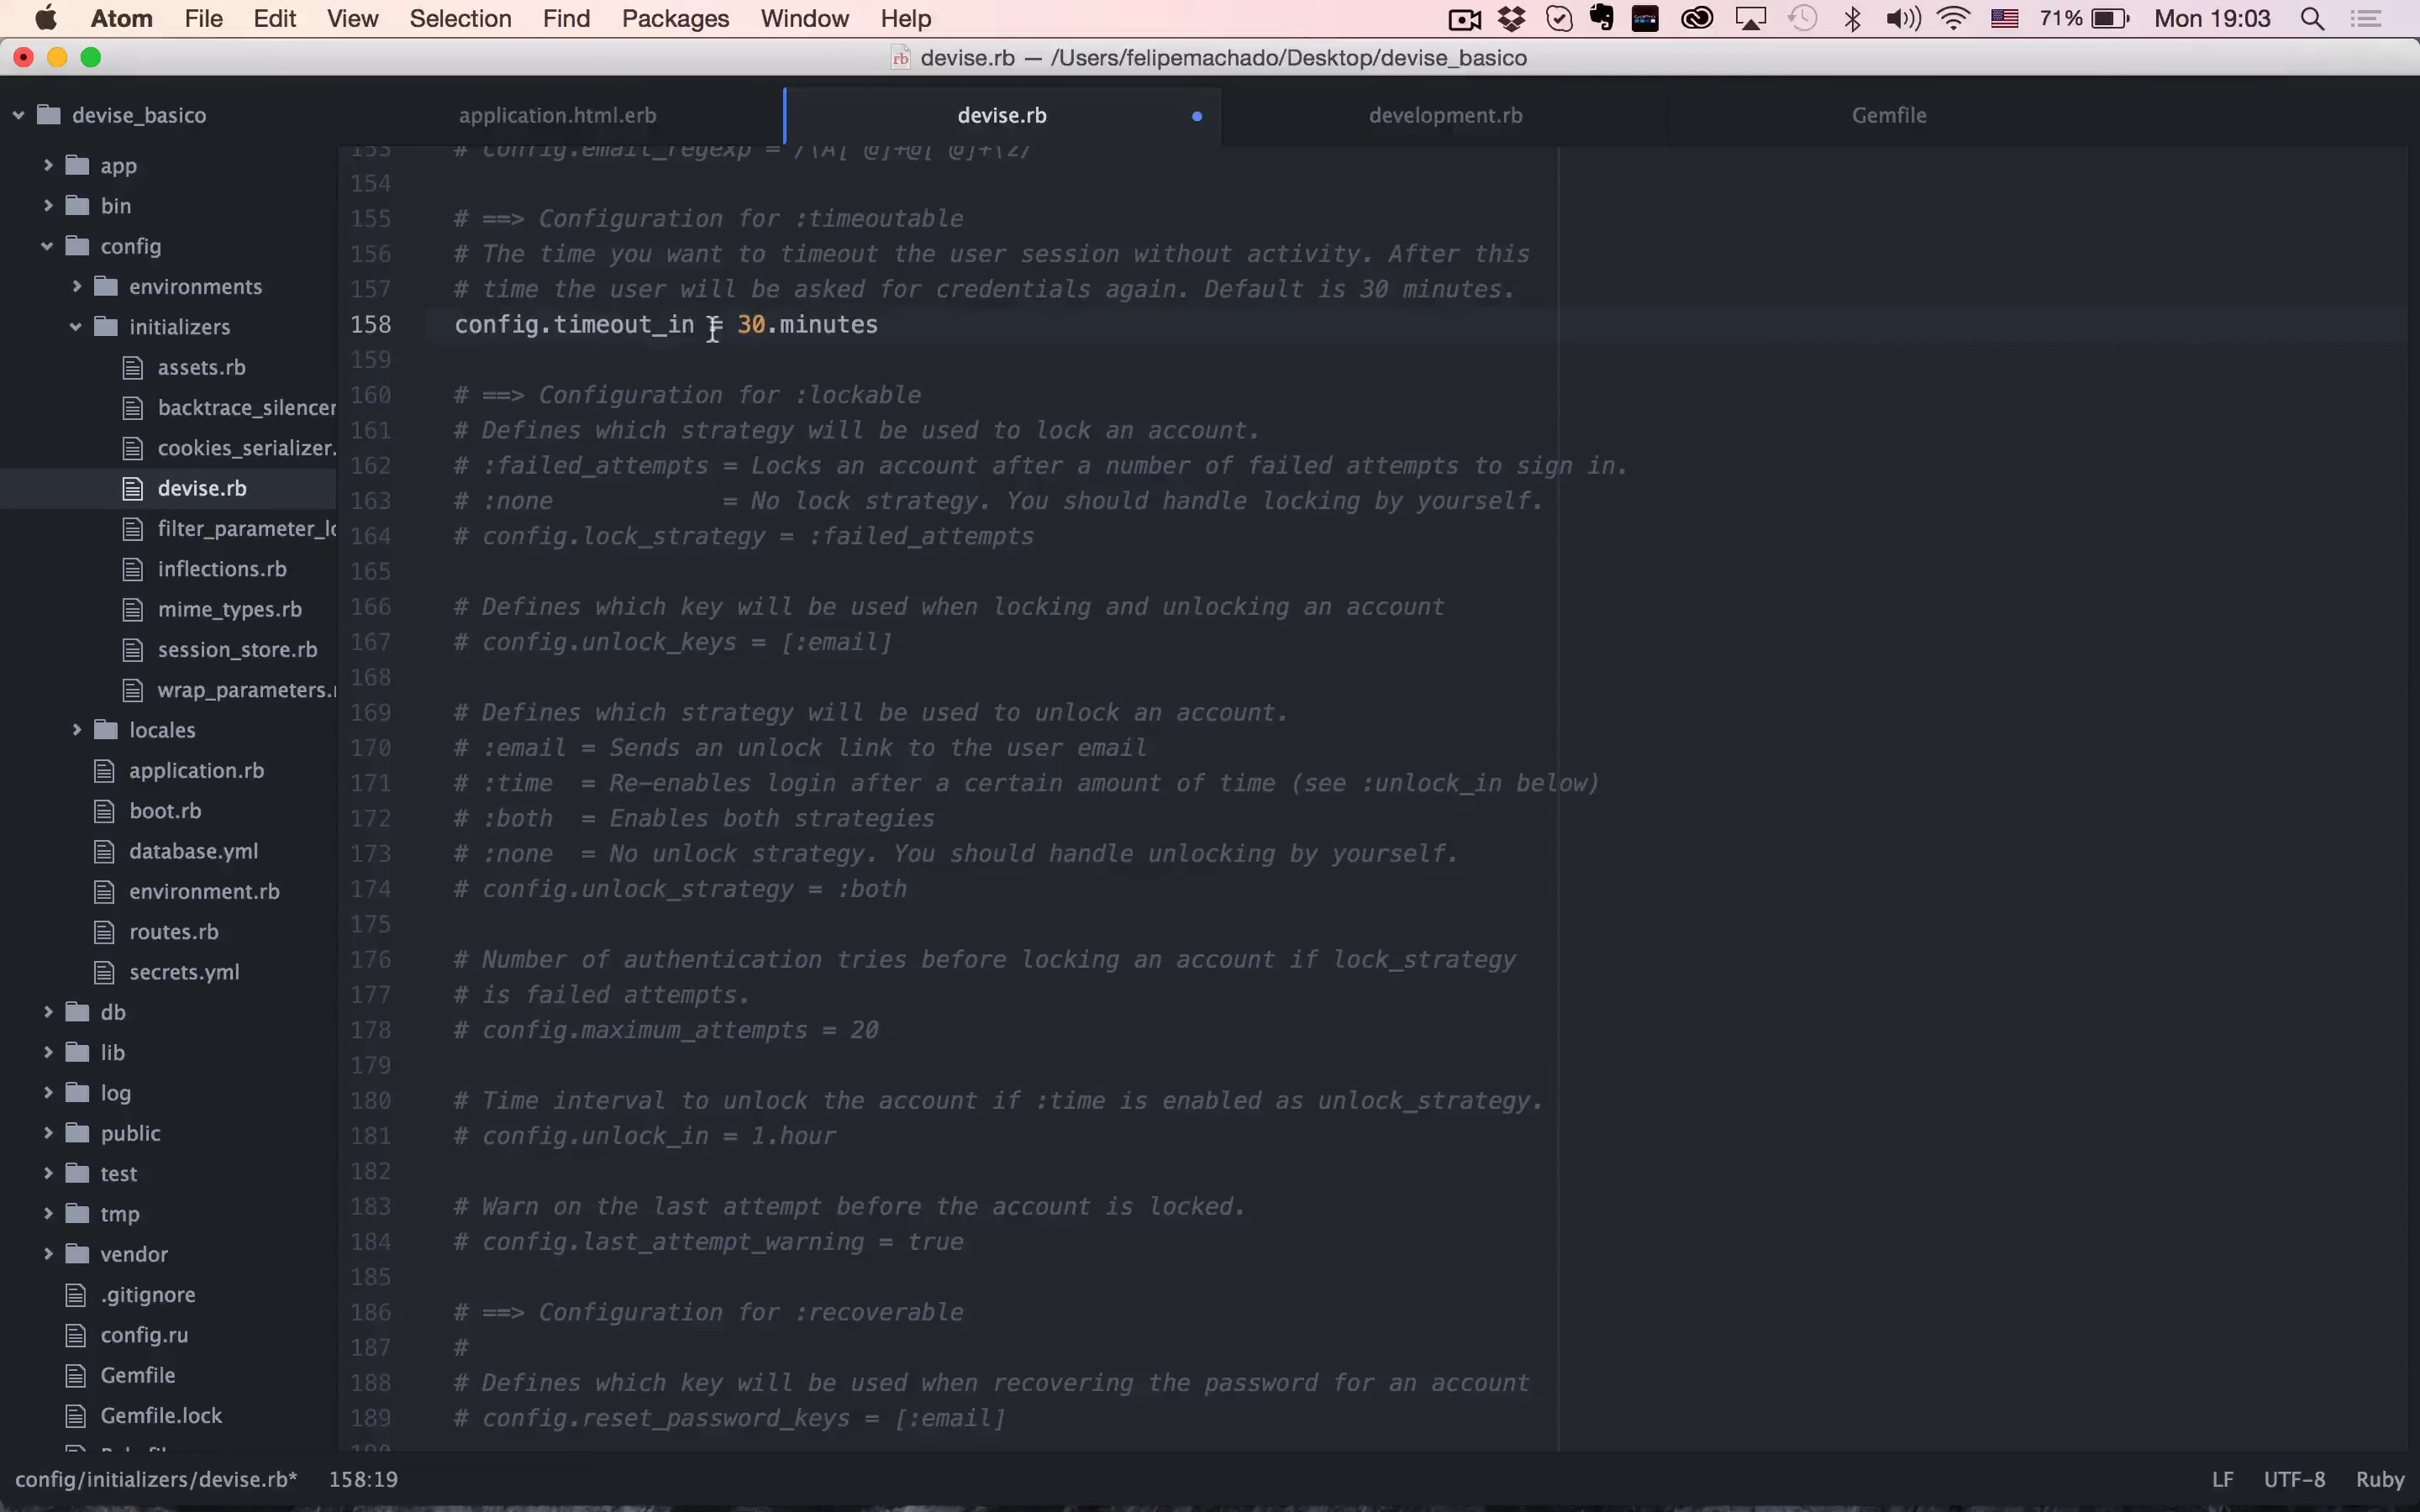 Atom File Edit View Selection Find Packages Window Help 71% Mon 19:03
devise.rb — /Users/felipemachado/Desktop/devise_basico
devise_basico
app
bin
config
environments
initializers
assets.rb
backtrace_silencer
cookies_serializer.
devise.rb
filter_parameter_lo
inflections.rb
mime_types.rb
session_store.rb
wrap_parameters.r
locales
application.rb
boot.rb
database.yml
environment.rb
routes.rb
secrets.yml
db
lib
log
public
test
tmp
vendor
.gitignore
config.ru
Gemfile
Gemfile.lock
application.html.erb devise.rb development.rb Gemfile
153 # config.email_regexp =
154
155 # ==> Configuration for :timeoutable
156 # The time you want to timeout the user session without activity. After this
157 # time the user will be asked for credentials again. Default is 30 minutes.
158 config.timeout_in = 30.minutes
159
160 # ==> Configuration for :lockable
161 # Defines which strategy will be used to lock an account.
162 # :failed_attempts = Locks an account after a number of failed attempts to sign in.
163 # :none            = No lock strategy. You should handle locking by yourself.
164 # config.lock_strategy = :failed_attempts
165
166 # Defines which key will be used when locking and unlocking an account
167 # config.unlock_keys = [:email]
168
169 # Defines which strategy will be used to unlock an account.
170 # :email = Sends an unlock link to the user email
171 # :time  = Re-enables login after a certain amount of time (see :unlock_in below)
172 # :both  = Enables both strategies
173 # :none  = No unlock strategy. You should handle unlocking by yourself.
174 # config.unlock_strategy = :both
175
176 # Number of authentication tries before locking an account if lock_strategy
177 # is failed attempts.
178 # config.maximum_attempts = 20
179
180 # Time interval to unlock the account if :time is enabled as unlock_strategy.
181 # config.unlock_in = 1.hour
182
183 # Warn on the last attempt before the account is locked.
184 # config.last_attempt_warning = true
185
186 # ==> Configuration for :recoverable
187 #
188 # Defines which key will be used when recovering the password for an account
189 # config.reset_password_keys = [:email]
config/initializers/devise.rb* 158:19 LF UTF-8 Ruby